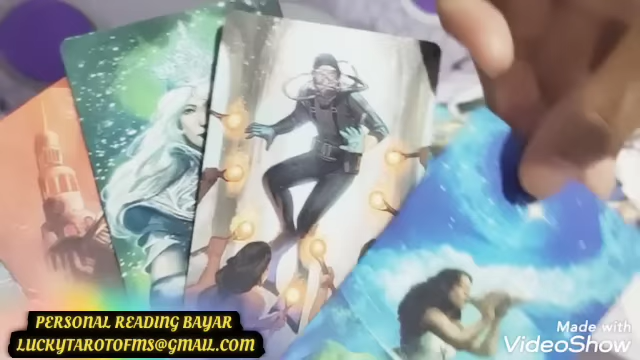 PERSONAL READING BAYAR
LUCKYTAROTOFMS@GMAIL.COM
Made with
VideoShow